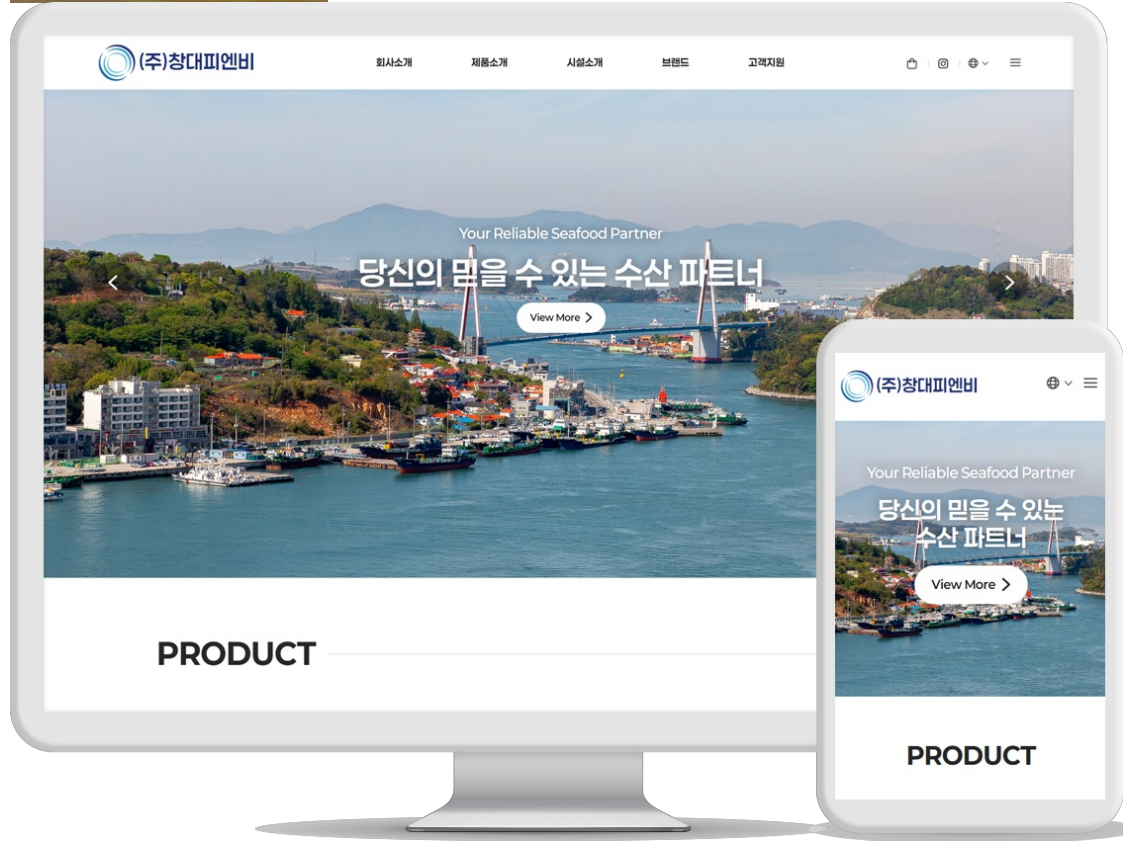 (주)창대피엔비
회사소개 제품소개 시설소개 브랜드 고객지원
Your Reliable Seafood Partner
당신의 믿을 수 있는 수산 파트너
View More
PRODUCT
(주)창대피엔비
Your Reliable Seafood Partner
당신의 믿을 수 있는
수산 파트너
View More
PRODUCT